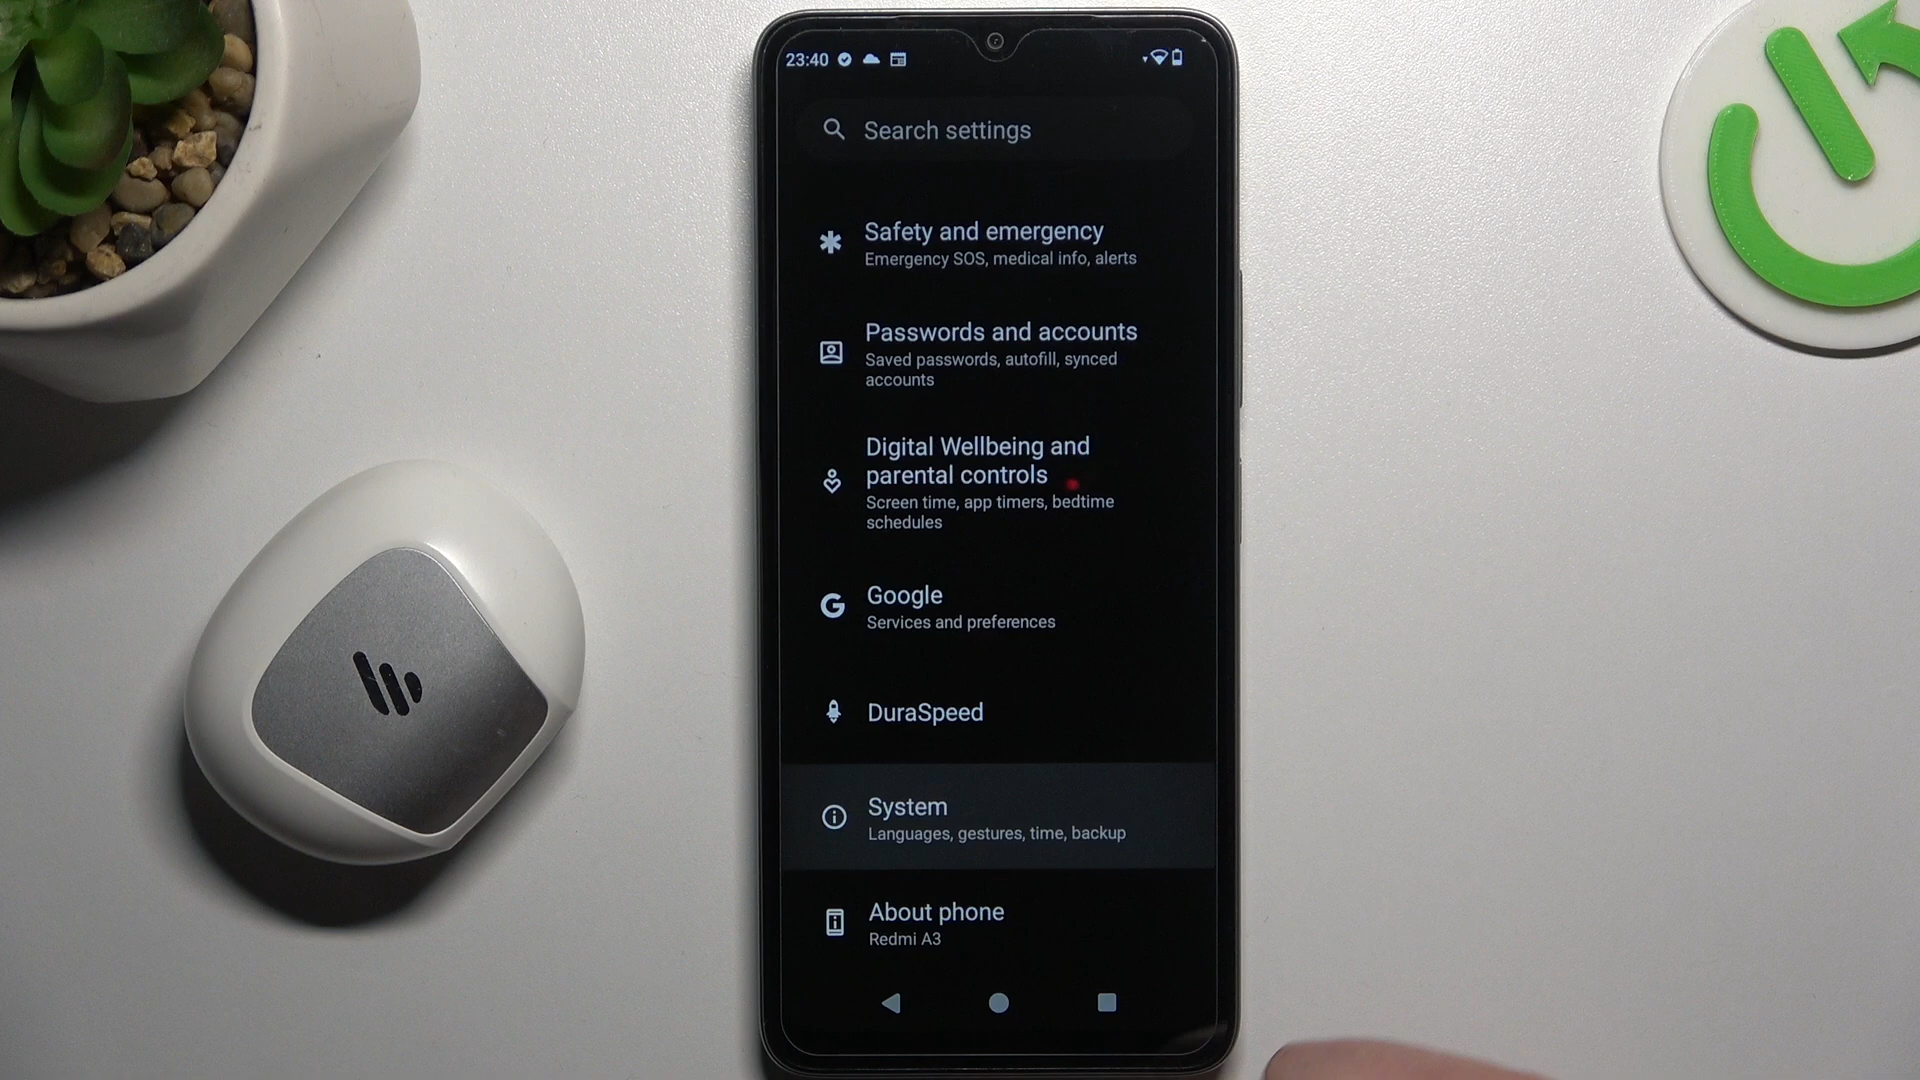 23:40
Search settings
Safety and emergency
Emergency SOS, medical info, alerts
Passwords and accounts
Saved passwords, autofill, synced
accounts
Digital Wellbeing and
parental controls
Screen time, app timers, bedtime
schedules
Google
Services and preferences
DuraSpeed
System
Languages, gestures, time, backup
About phone
Redmi A3